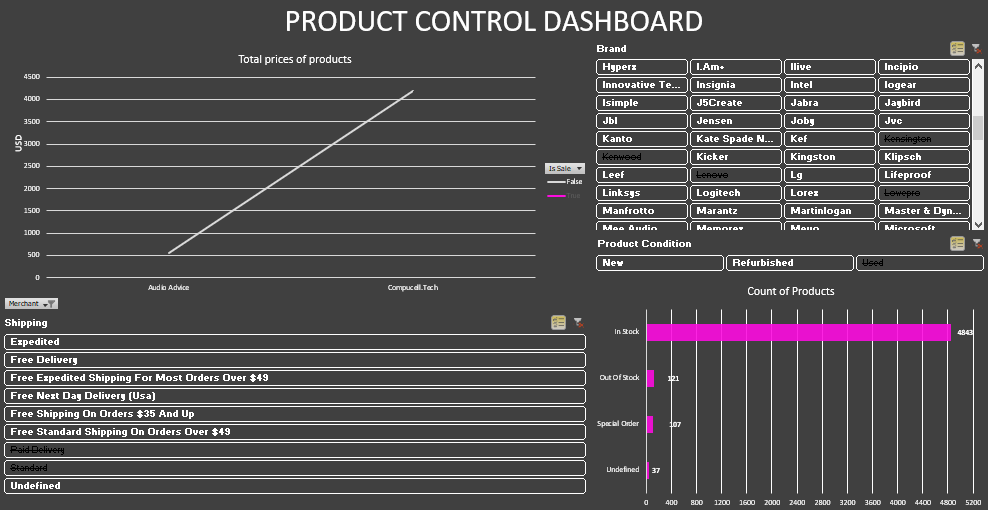 PRODUCT CONTROL DASHBOARD
Total prices of products
4500
4000
3500
3000
2500
2000
1500
1000
500
0
USD
Audio Advice
Compucell.Tech
Is Sale
False
True
Merchant
Brand
Hyperx I.Am+ Ilive Incipio
Innovative Te... Insignia Intel Iogear
Isimple J5Create Jabra Jaybird
Jbl Jensen Joby Jvc
Kanto Kate Spade N... Kef Kensington
Kenwood Kicker Kingston Klipsch
Leef Lenovo Lg Lifeproof
Linksys Logitech Lorex Lowepro
Manfrotto Marantz Martinlogan Master & Dyn...
Mee Audio Memorex Meuo Microsoft
Product Condition
New Refurbished Used
Shipping
Expedited
Free Delivery
Free Expedited Shipping For Most Orders Over $49
Free Next Day Delivery (Usa)
Free Shipping On Orders $35 And Up
Free Standard Shipping On Orders Over $49
Paid Delivery
Standard
Undefined
Count of Products
In Stock 4843
Out Of Stock 121
Special Order 107
Undefined 37
0 400 800 1200 1600 2000 2400 2800 3200 3600 4000 4400 4800 5200